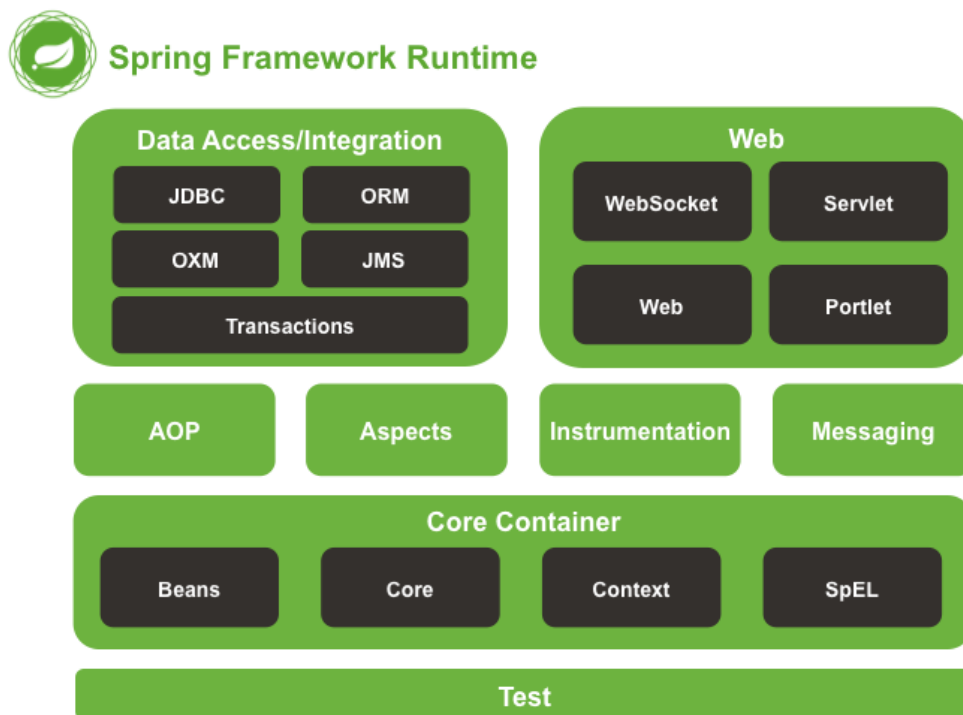 Spring Framework Runtime
Data Access/Integration
JDBC
ORM
OXM
JMS
Transactions
Web
WebSocket
Servlet
Web
Portlet
AOP
Aspects
Instrumentation
Messaging
Core Container
Beans
Core
Context
SpEL
Test